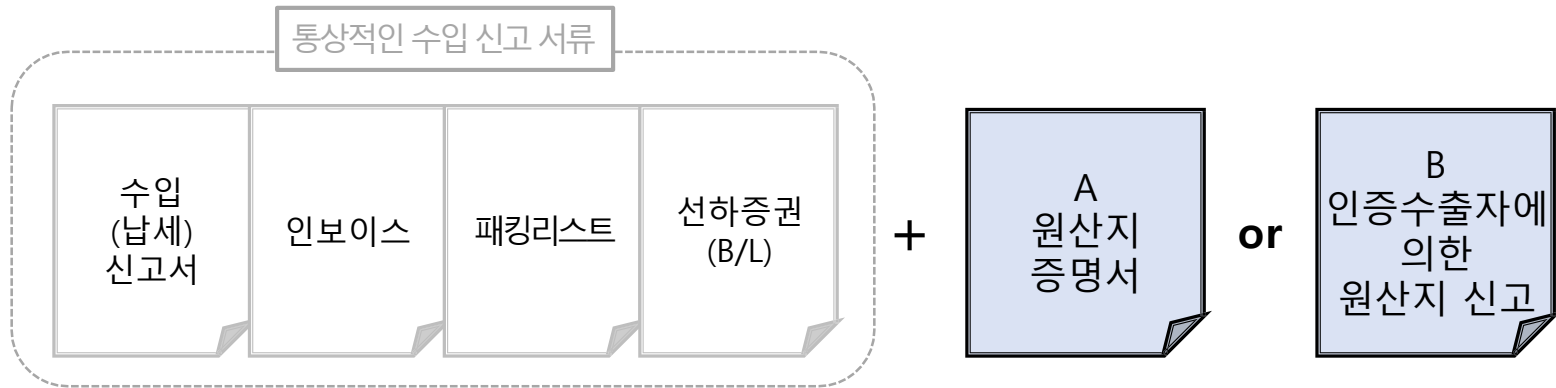 통상적인 수입 신고 서류
수입
(납세)
신고서
인보이스
패킹리스트
선하증권
(B/L)
+
A
원산지
증명서
or
B
인증수출자에
의한
원산지 신고